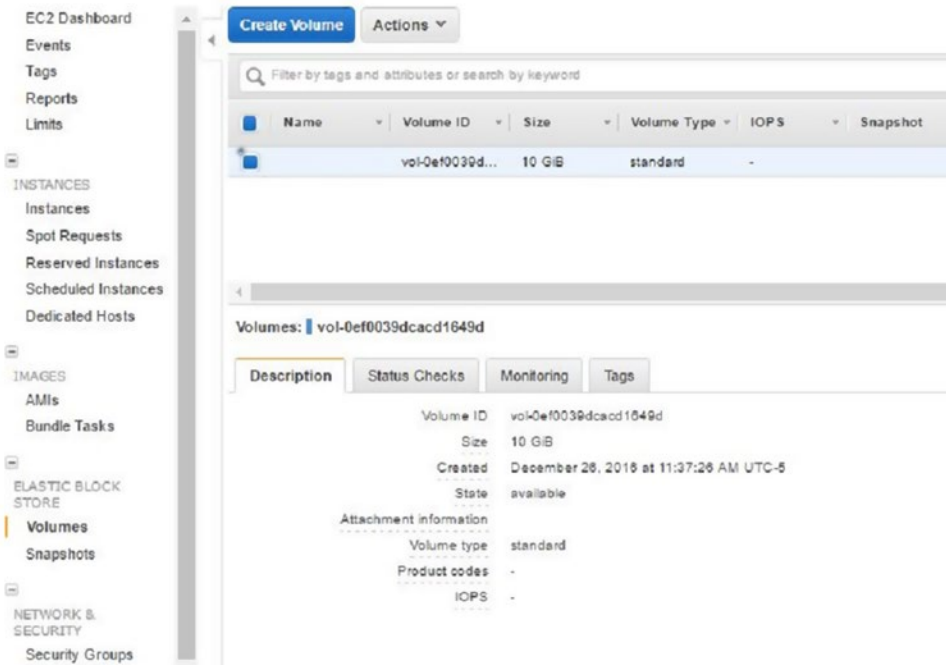 EC2 Dashboard
Events
Tags
Reports
Limits
INSTANCES
Instances
Spot Requests
Reserved Instances
Scheduled Instances
Dedicated Hosts
IMAGES
AMIs
Bundle Tasks
ELASTIC BLOCK
STORE
Volumes
Snapshots
NETWORK &
SECURITY
Security Groups
Create Volume Actions
Filter by tags and attributes or search by keyword
Name Volume ID Size Volume Type IOPS Snapshot
vol-0ef0039d... 10 GiB standard -
Volumes: vol-0ef0039dcacd1649d
Description Status Checks Monitoring Tags
Volume ID vol-0ef0039dcacd1649d
Size 10 GiB
Created December 26, 2016 at 11:37:26 AM UTC-5
State available
Attachment information
Volume type standard
Product codes -
IOPS -